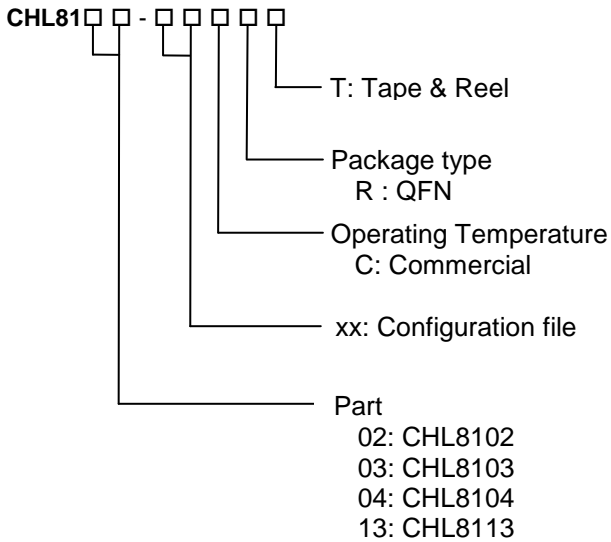 CHL81□ □ - □ □ □ □ □
T: Tape & Reel
Package type
R : QFN
Operating Temperature
C: Commercial
xx: Configuration file
Part
02: CHL8102
03: CHL8103
04: CHL8104
13: CHL8113